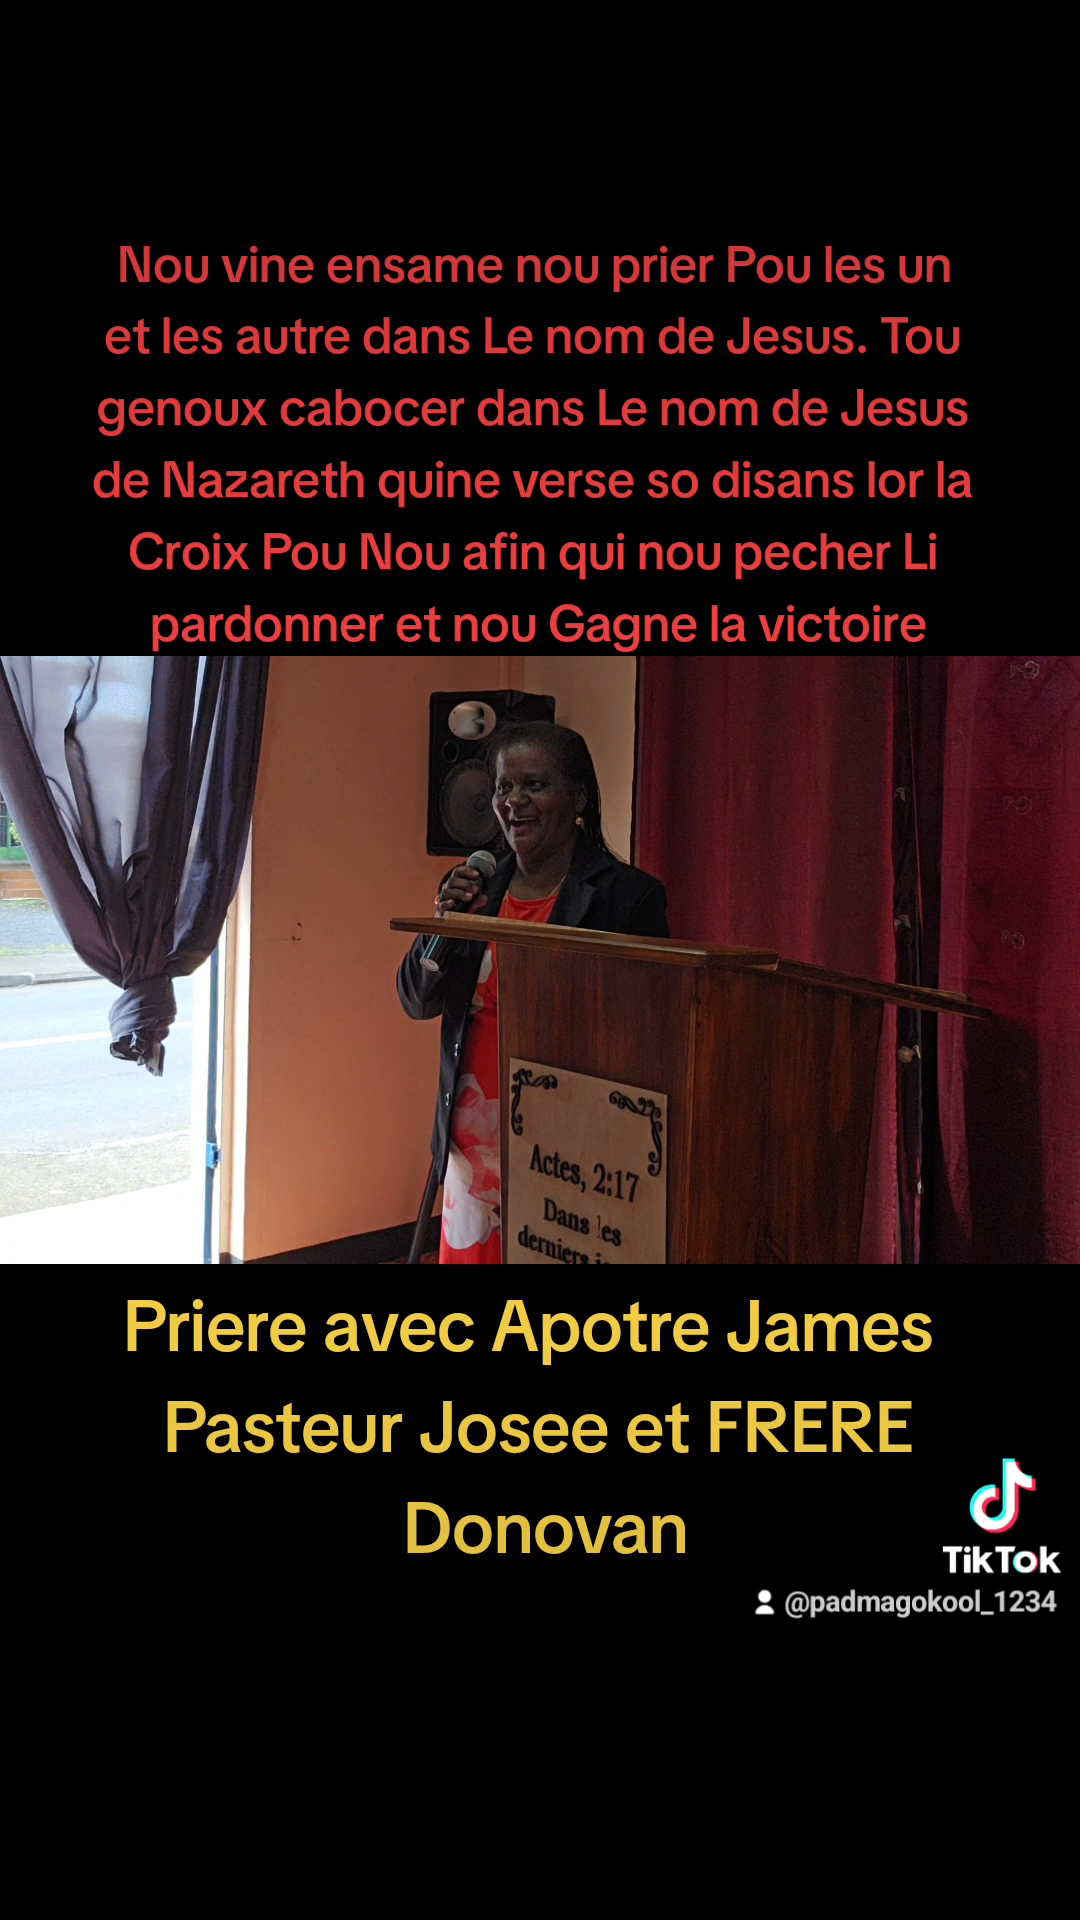 Nou vine ensame nou prier Pou les un
et les autre dans Le nom de Jesus. Tou
genoux cabocer dans Le nom de Jesus
de Nazareth quine verse so disans lor la
Croix Pou Nou afin qui nou pecher Li
pardonner et nou Gagne la victoire
Actes, 2:17
Dans les
derniers
Priere avec Apotre James
Pasteur Josee et FRERE
Donovan
TikTok
@padmagokool_1234